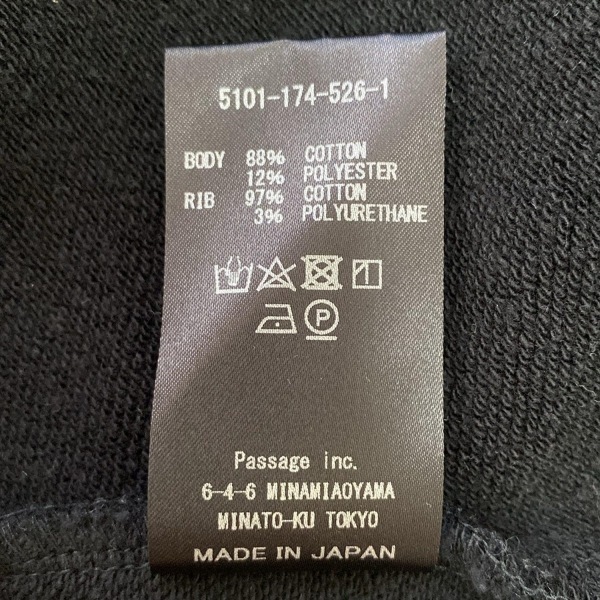 5101-174-526-1
BODY 88% COTTON
12% POLYESTER
RIB 97% COTTON
3% POLYURETHANE
P
Passage inc.
6-4-6 MINAMIAOYAMA
MINATO-KU TOKYO
MADE IN JAPAN